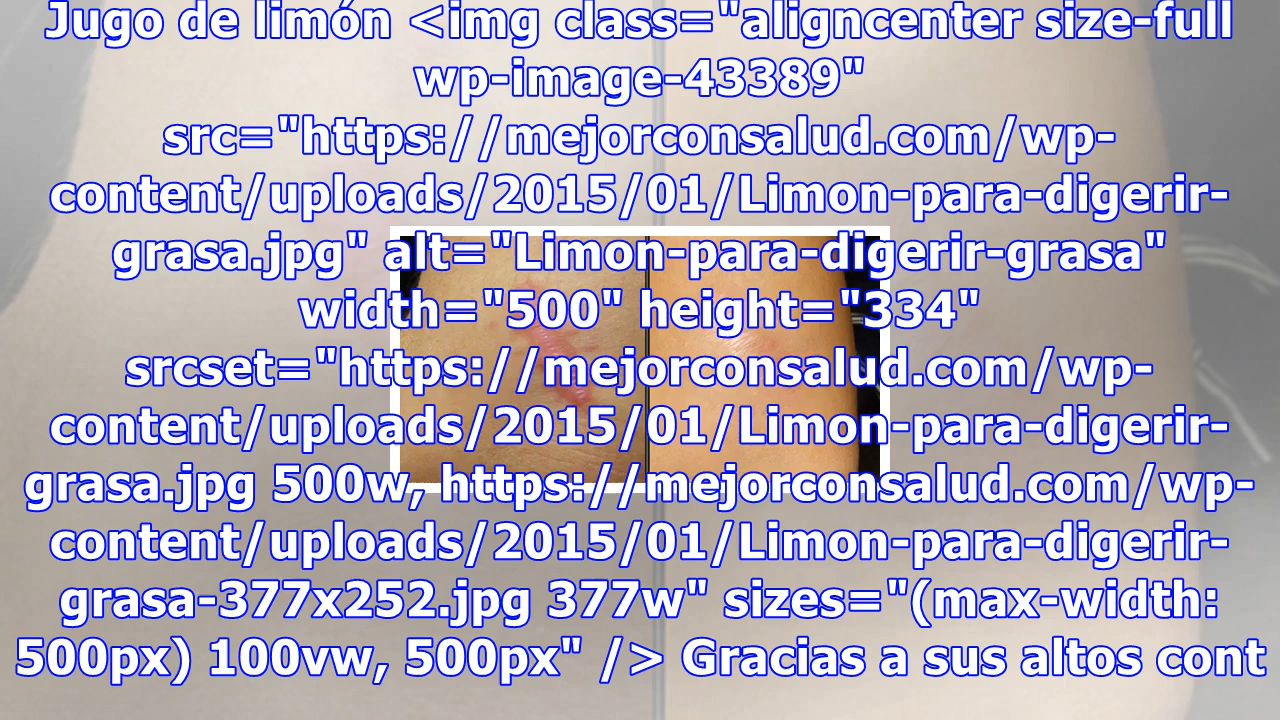 Jugo de limón <img class="aligncenter size-full
wp-image-43389"
src="https://mejorconsalud.com/wp-
content/uploads/2015/01/Limon-para-digerir-
grasa.jpg" alt="Limon-para-digerir-grasa"
width="500" height="334"
srcset="https://mejorconsalud.com/wp-
content/uploads/2015/01/Limon-para-digerir-
grasa.jpg 500w, https://mejorconsalud.com/wp-
content/uploads/2015/01/Limon-para-digerir-
grasa-377x252.jpg 377w" sizes="(max-width:
500px) 100vw, 500px" /> Gracias a sus altos cont